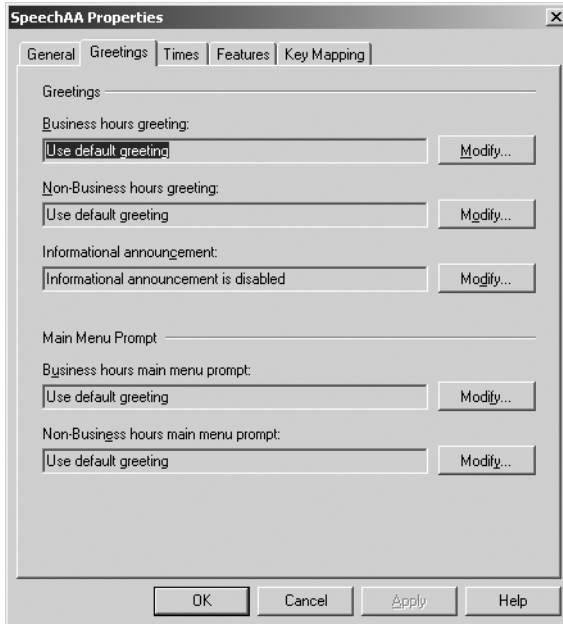 SpeechAA Properties
General Greetings Times Features Key Mapping
Greetings
Business hours greeting:
Use default greeting Modify...
Non-Business hours greeting:
Use default greeting Modify...
Informational announcement:
Informational announcement is disabled Modify...
Main Menu Prompt
Business hours main menu prompt:
Use default greeting Modify...
Non-Business hours main menu prompt:
Use default greeting Modify...
OK Cancel Apply Help